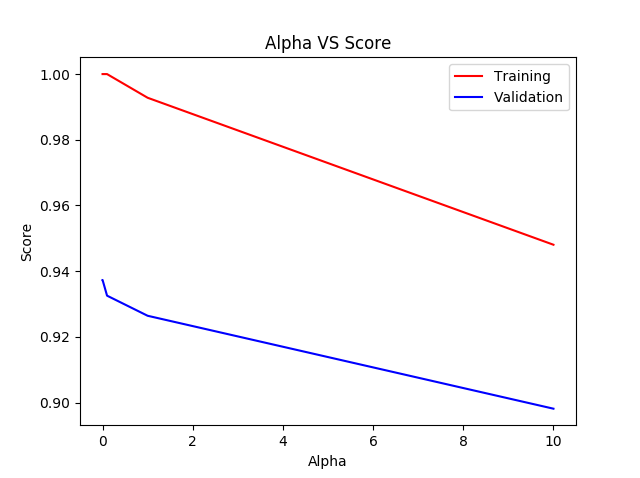 Alpha VS Score
Training
Validation
1.00
0.98
0.96
0.94
0.92
0.90
Score
0 2 4 6 8 10
Alpha